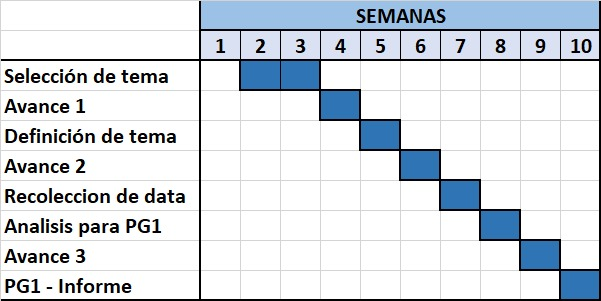 SEMANAS
1 2 3 4 5 6 7 8 9 10
Selección de tema
Avance 1
Definición de tema
Avance 2
Recoleccion de data
Analisis para PG1
Avance 3
PG1 - Informe